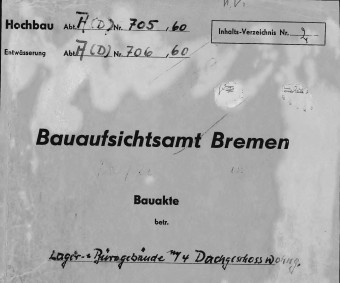 Hochbau Abt. A (D) Nr. 705, 60
Inhalts-Verzeichnis Nr.
Entwässerung Abt. A (D) Nr. 706, 60
Bauaufsichtsamt Bremen
Bauakte
betr.
Lager- u. Bürogebäude m/4 Dachgeschosswohng.